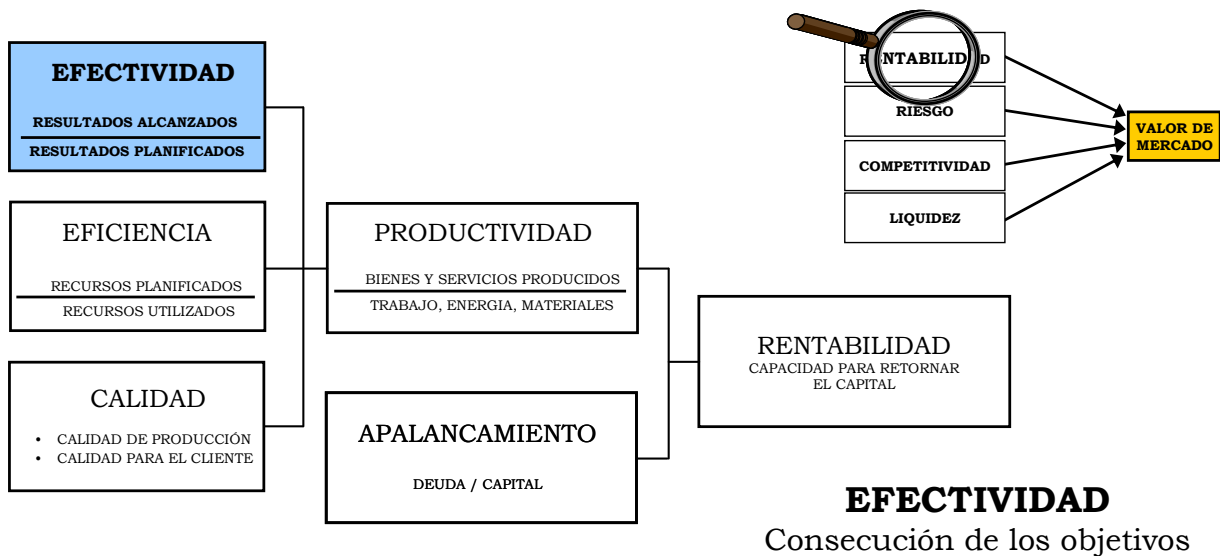 EFECTIVIDAD
RESULTADOS ALCANZADOS
RESULTADOS PLANIFICADOS
EFICIENCIA
RECURSOS PLANIFICADOS
RECURSOS UTILIZADOS
CALIDAD
• CALIDAD DE PRODUCCIÓN
• CALIDAD PARA EL CLIENTE
PRODUCTIVIDAD
BIENES Y SERVICIOS PRODUCIDOS
TRABAJO, ENERGIA, MATERIALES
APALANCAMIENTO
DEUDA / CAPITAL
RENTABILIDAD
CAPACIDAD PARA RETORNAR
EL CAPITAL
RENTABILIDAD
RIESGO
COMPETITIVIDAD
LIQUIDEZ
VALOR DE
MERCADO
EFECTIVIDAD
Consecución de los objetivos